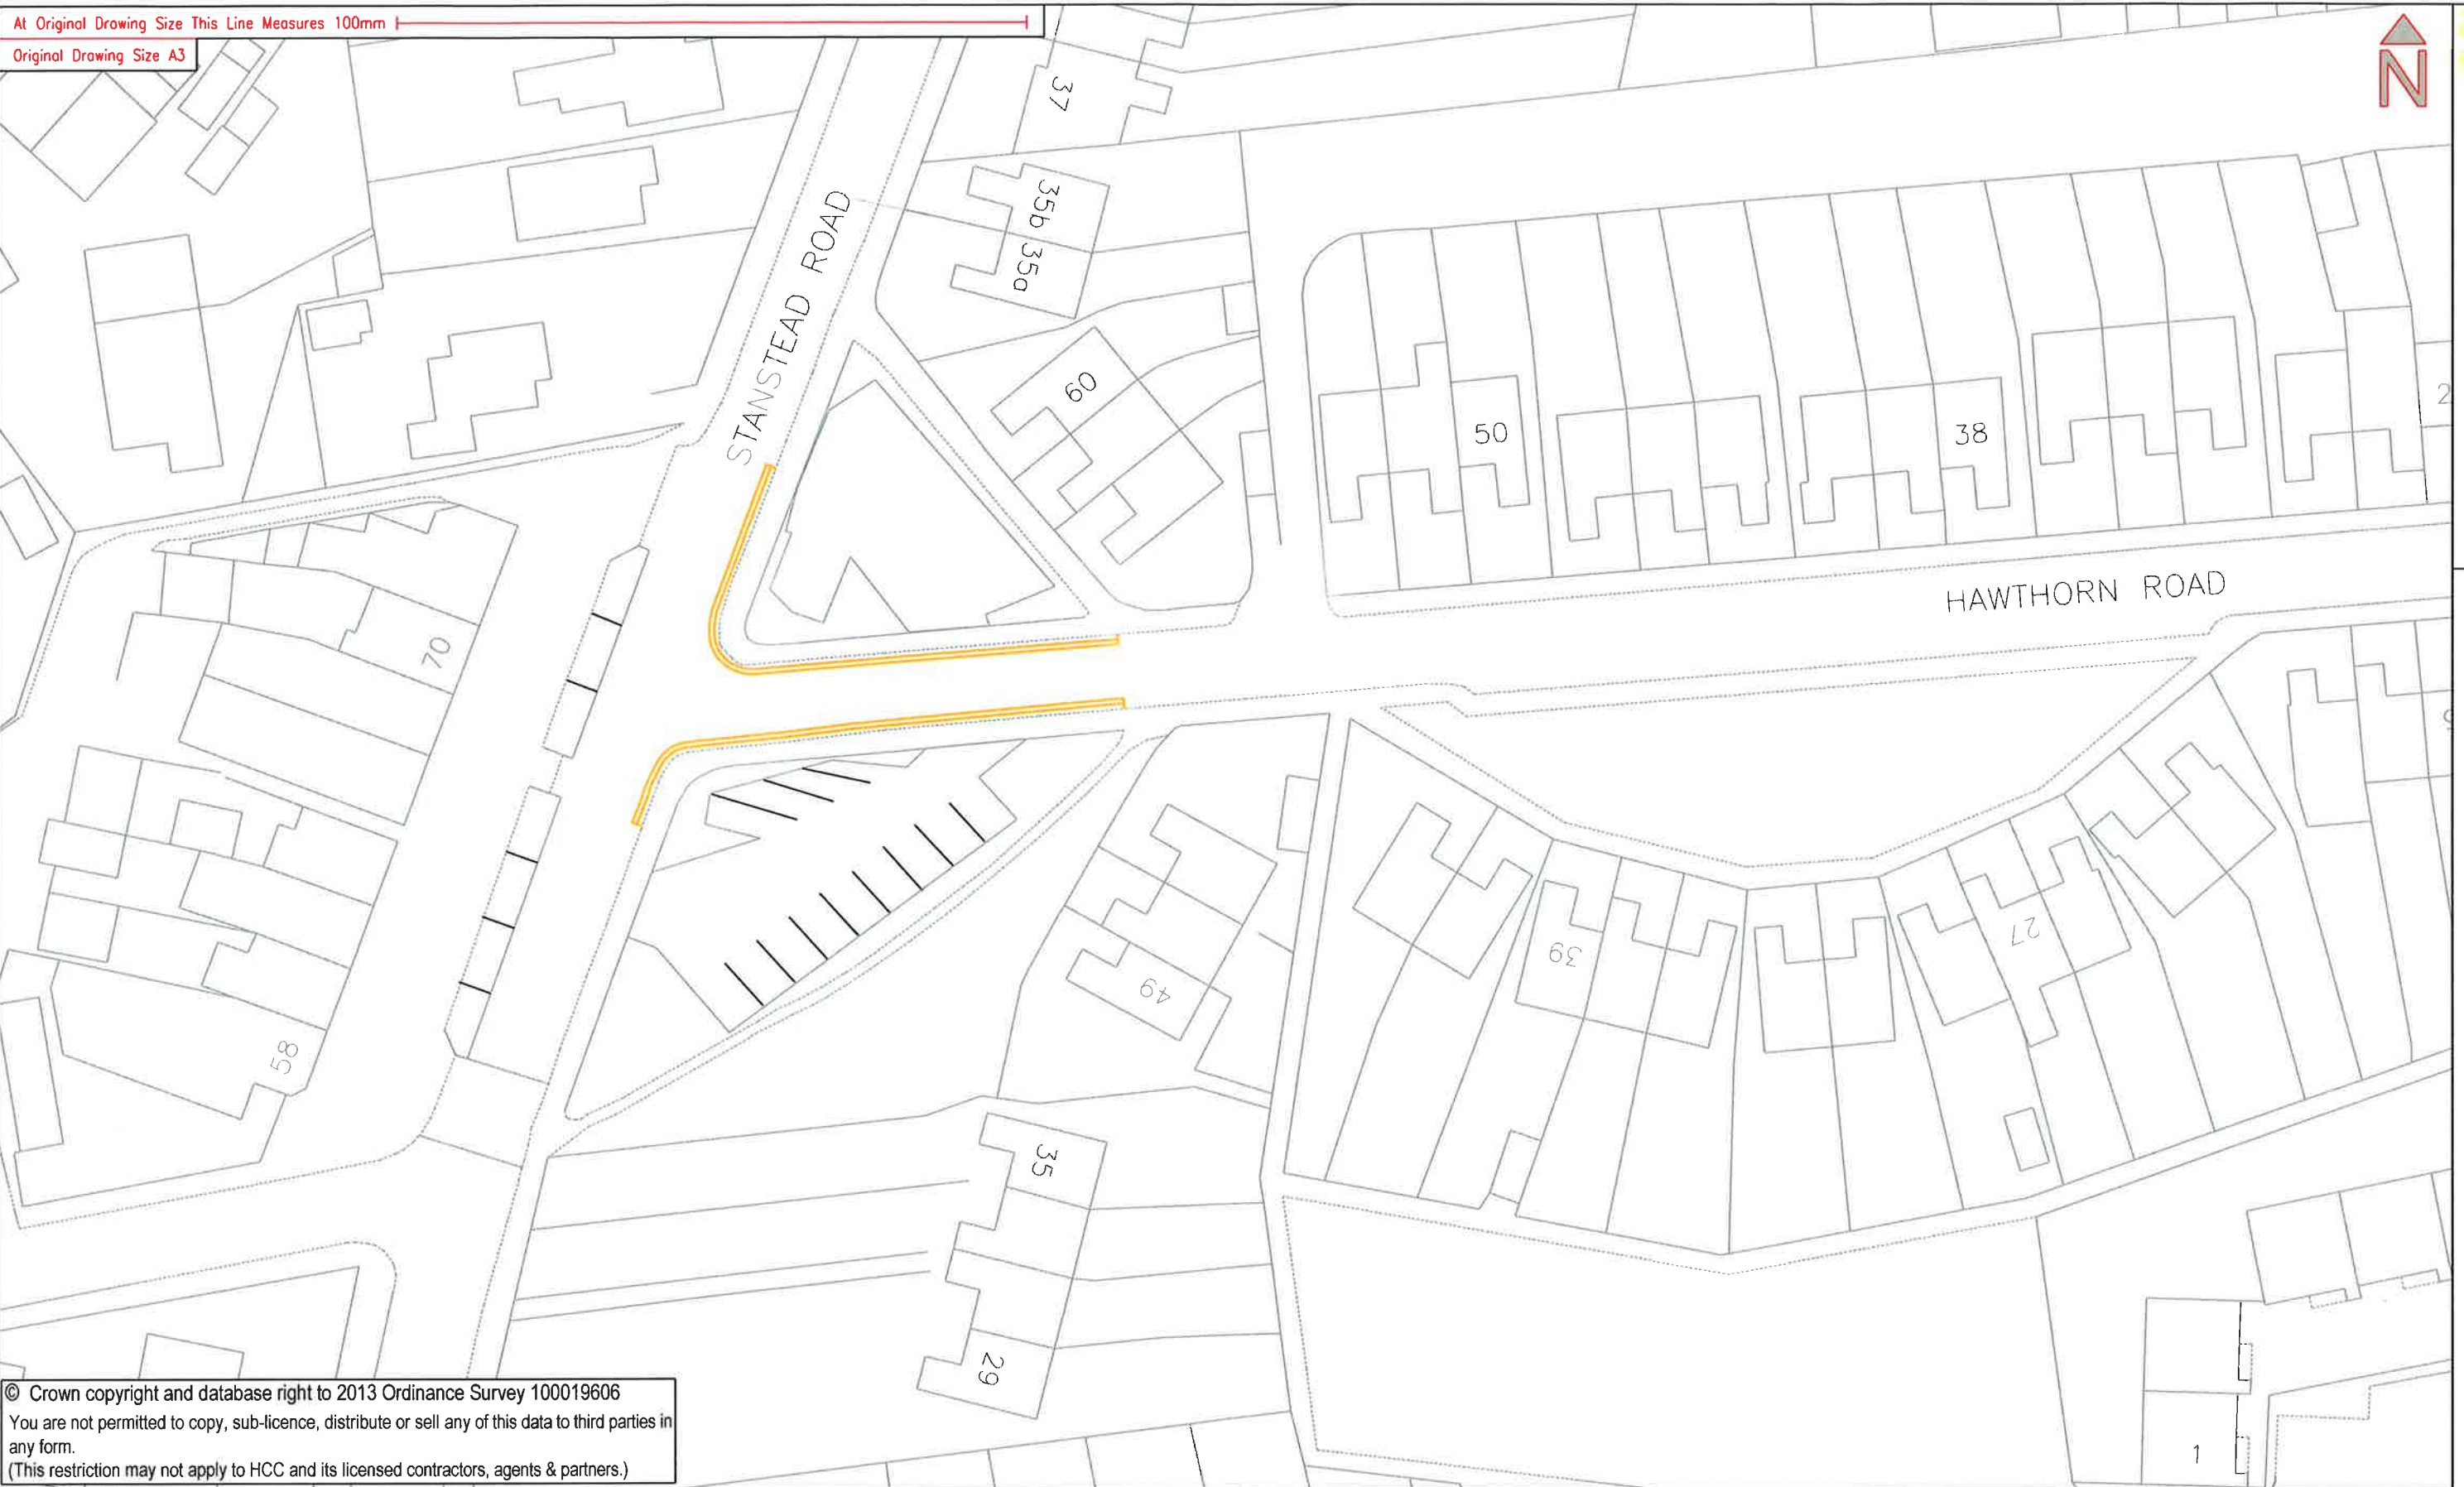 At Original Drowing Size This Line Measures 100mm
Original Drawing Size A3
N
37
35b 35a
STANSTEAD ROAD
60
50
38
2
HAWTHORN ROAD
70
39
27
49
58
35
29
1
© Crown copyright and database right to 2013 Ordinance Survey 100019606
You are not permitted to copy, sub-licence, distribute or sell any of this data to third parties in
any form.
(This restriction may not apply to HCC and its licensed contractors, agents & partners.)